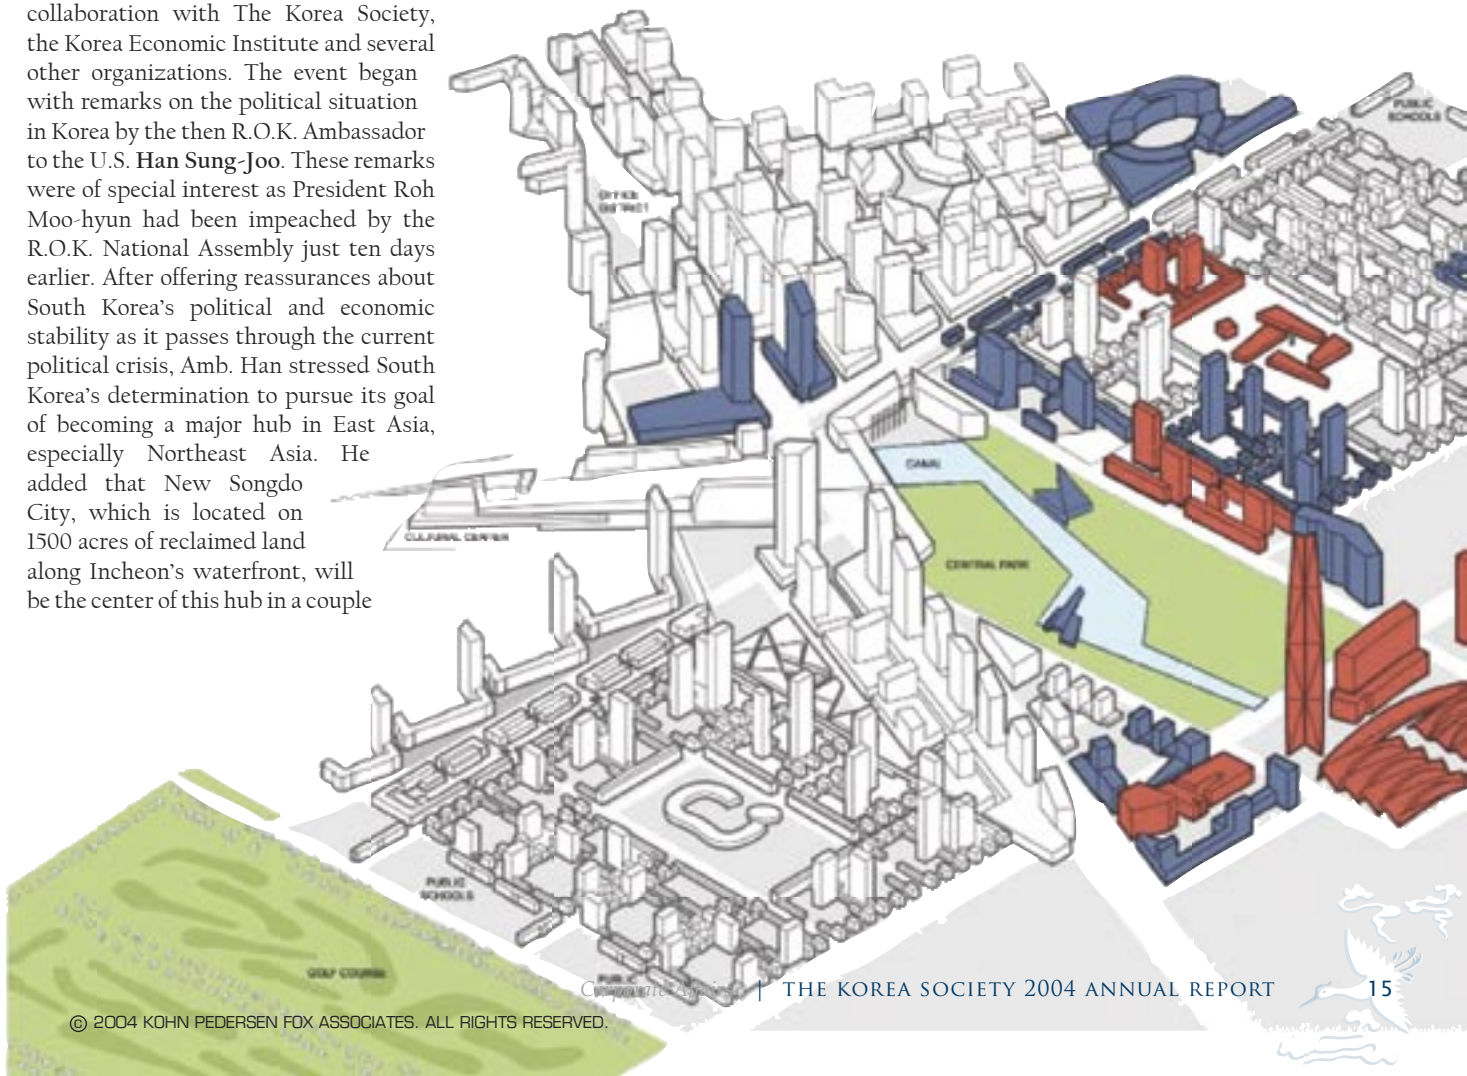 collaboration with The Korea Society,
the Korea Economic Institute and several
other organizations. The event began
with remarks on the political situation
in Korea by the then R.O.K. Ambassador
to the U.S. Han Sung-Joo. These remarks
were of special interest as President Roh
Moo-hyun had been impeached by the
R.O.K. National Assembly just ten days
earlier. After offering reassurances about
South Korea's political and economic
stability as it passes through the current
political crisis, Amb. Han stressed South
Korea's determination to pursue its goal
of becoming a major hub in East Asia,
especially Northeast Asia. He
added that New Songdo
City, which is located on
1500 acres of reclaimed land
along Incheon's waterfront, will
be the center of this hub in a couple
PUBLIC
SCHOOLS
OFFICE
DISTRICT
CANAL
CULTURAL CENTER
CENTRAL PARK
PUBLIC
SCHOOLS
GOLF COURSE
PUBLIC
Corporate Affairs | THE KOREA SOCIETY 2004 ANNUAL REPORT 15
© 2004 KOHN PEDERSEN FOX ASSOCIATES. ALL RIGHTS RESERVED.